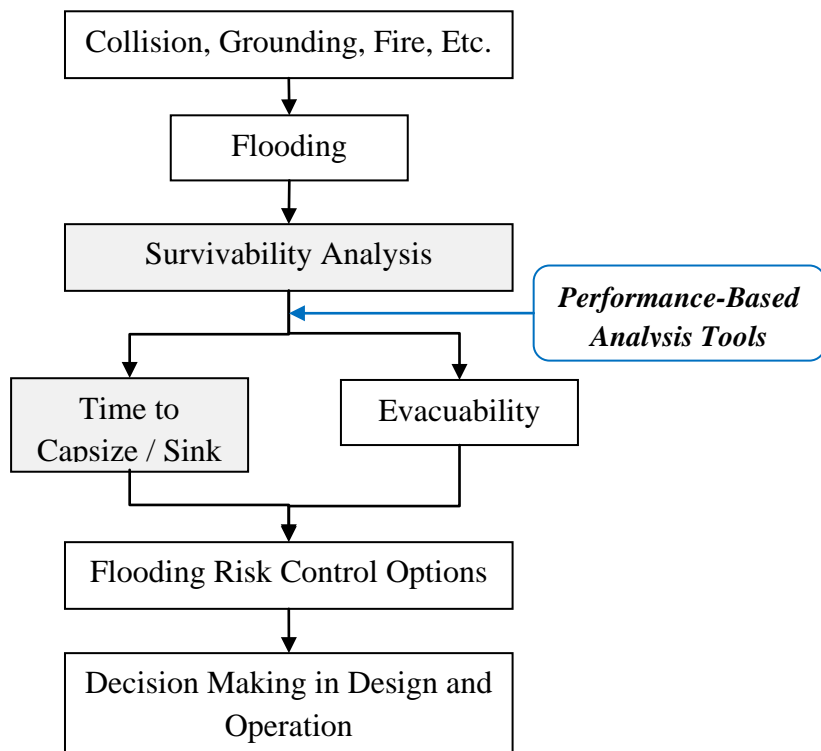 Collision, Grounding, Fire, Etc.
Flooding
Survivability Analysis
Performance-Based
Analysis Tools
Time to
Capsize / Sink
Evacuability
Flooding Risk Control Options
Decision Making in Design and
Operation